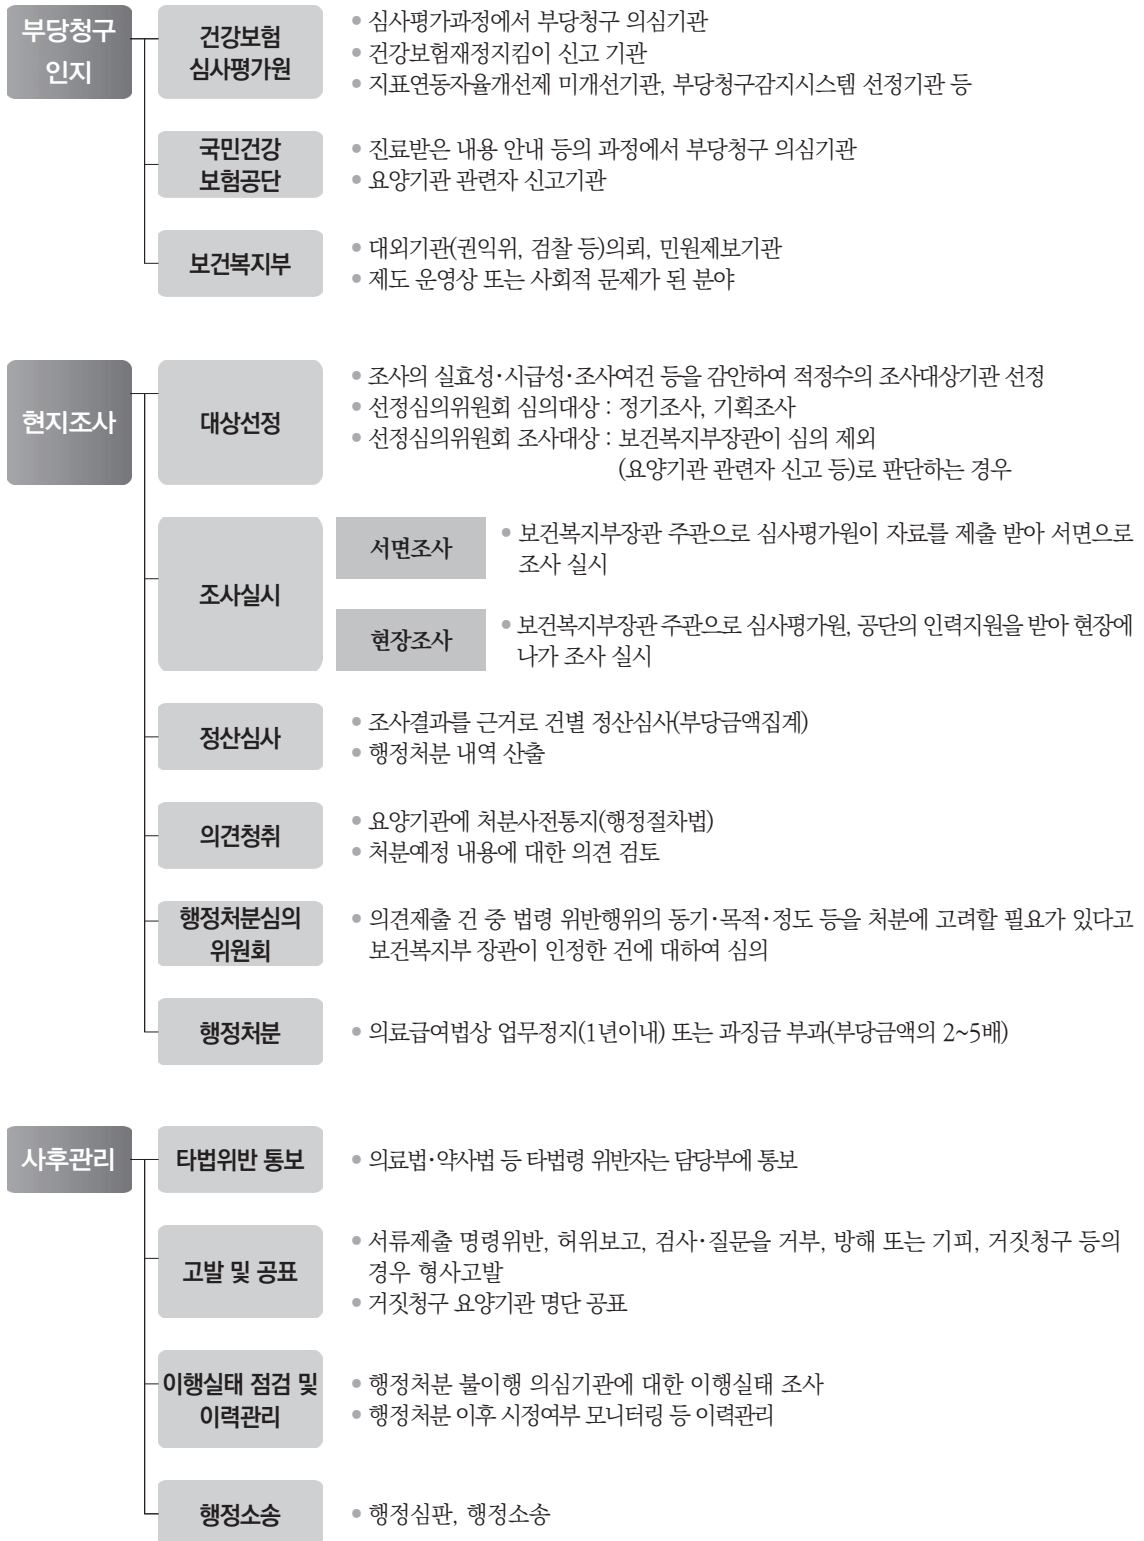 부당청구
인지
건강보험
심사평가원
• 심사평가과정에서 부당청구 의심기관
• 건강보험재정지킴이 신고 기관
• 지표연동자율개선제 미개선기관, 부당청구감지시스템 선정기관 등
국민건강
보험공단
• 진료받은 내용 안내 등의 과정에서 부당청구 의심기관
• 요양기관 관련자 신고기관
보건복지부
• 대외기관(권익위, 검찰 등)의뢰, 민원제보기관
• 제도 운영상 또는 사회적 문제가 된 분야
현지조사
대상선정
• 조사의 실효성·시급성·조사여건 등을 감안하여 적정수의 조사대상기관 선정
• 선정심의위원회 심의대상 : 정기조사, 기획조사
• 선정심의위원회 조사대상 : 보건복지부장관이 심의 제외
(요양기관 관련자 신고 등)로 판단하는 경우
조사실시
서면조사
• 보건복지부장관 주관으로 심사평가원이 자료를 제출 받아 서면으로
조사 실시
현장조사
• 보건복지부장관 주관으로 심사평가원, 공단의 인력지원을 받아 현장에
나가 조사 실시
정산심사
• 조사결과를 근거로 건별 정산심사(부당금액집계)
• 행정처분 내역 산출
의견청취
• 요양기관에 처분사전통지(행정절차법)
• 처분예정 내용에 대한 의견 검토
행정처분심의
위원회
• 의견제출 건 중 법령 위반행위의 동기·목적·정도 등을 처분에 고려할 필요가 있다고
보건복지부 장관이 인정한 건에 대하여 심의
행정처분
• 의료급여법상 업무정지(1년이내) 또는 과징금 부과(부당금액의 2~5배)
사후관리
타법위반 통보
• 의료법·약사법 등 타법령 위반자는 담당부에 통보
고발 및 공표
• 서류제출 명령위반, 허위보고, 검사·질문을 거부, 방해 또는 기피, 거짓청구 등의
경우 형사고발
• 거짓청구 요양기관 명단 공표
이행실태 점검 및
이력관리
• 행정처분 불이행 의심기관에 대한 이행실태 조사
• 행정처분 이후 시정여부 모니터링 등 이력관리
행정소송
• 행정심판, 행정소송